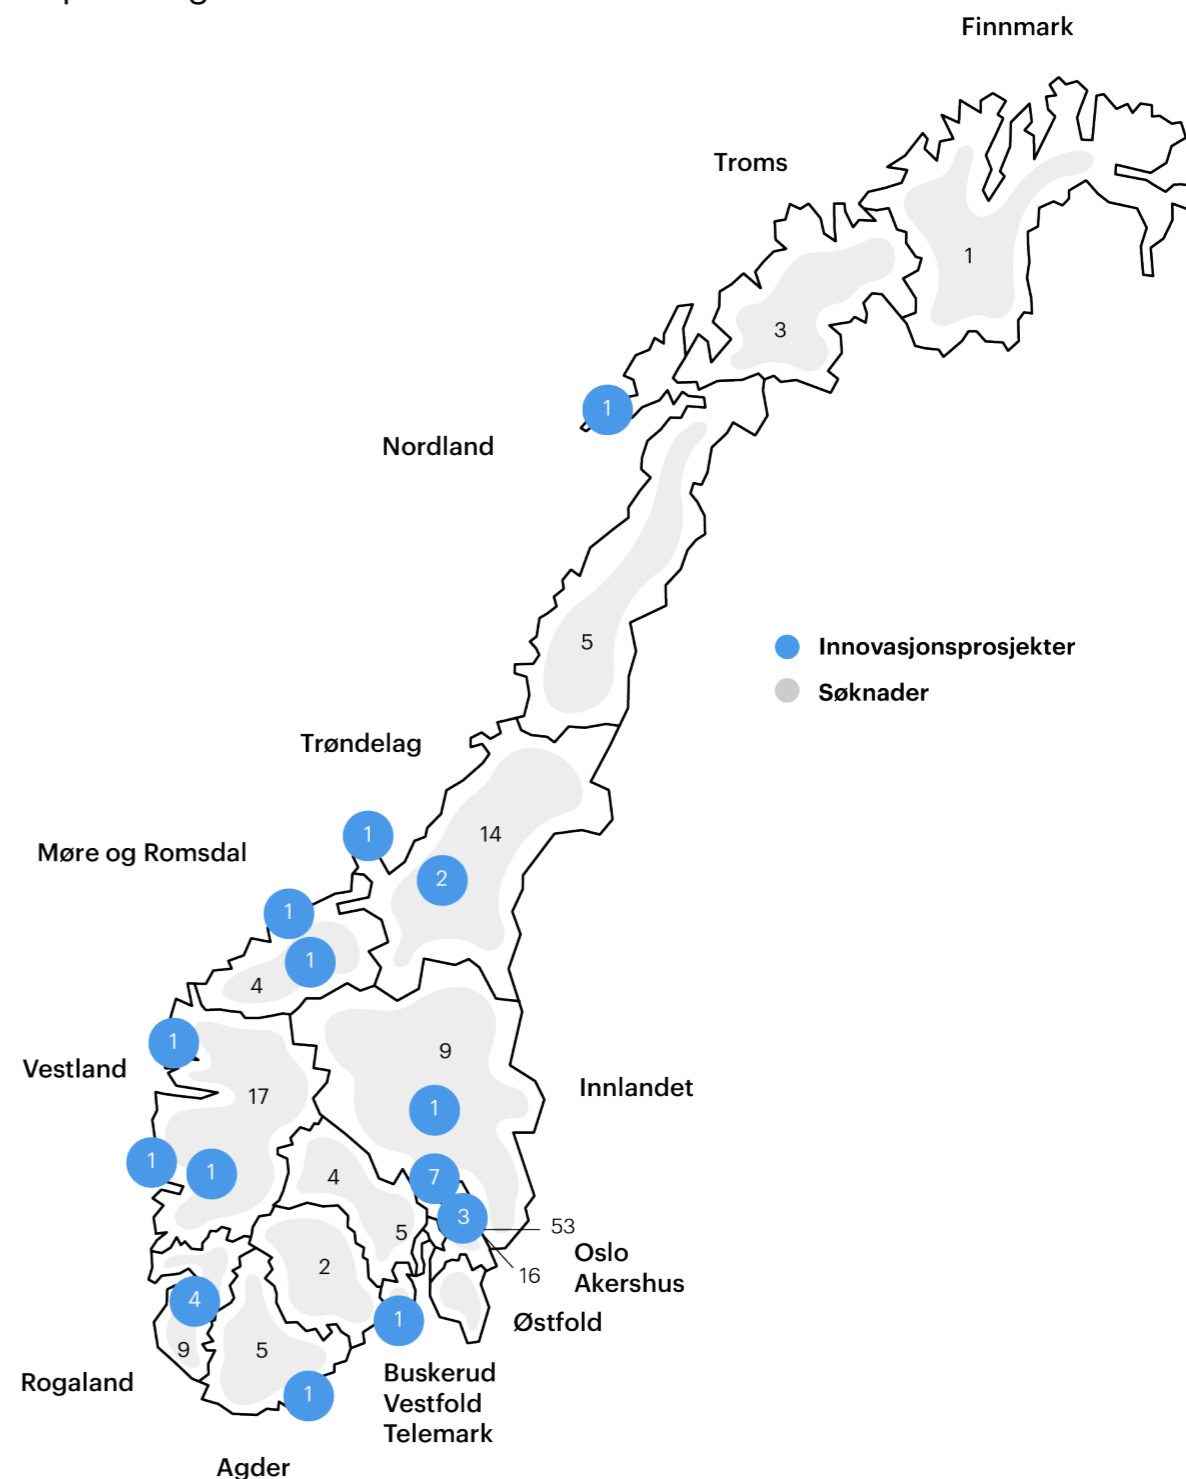 Finnmark
Troms
1
3
1
Nordland
5
Innovasjonsprosjekter
Søknader
Trøndelag
1
14
Møre og Romsdal
2
1
1
4
1
9
Vestland
17
Innlandet
1
1
1
4
7
3
5
53
Oslo
Akershus
2
16
4
1
Østfold
9
5
Rogaland
Buskerud
Vestfold
Telemark
1
Agder